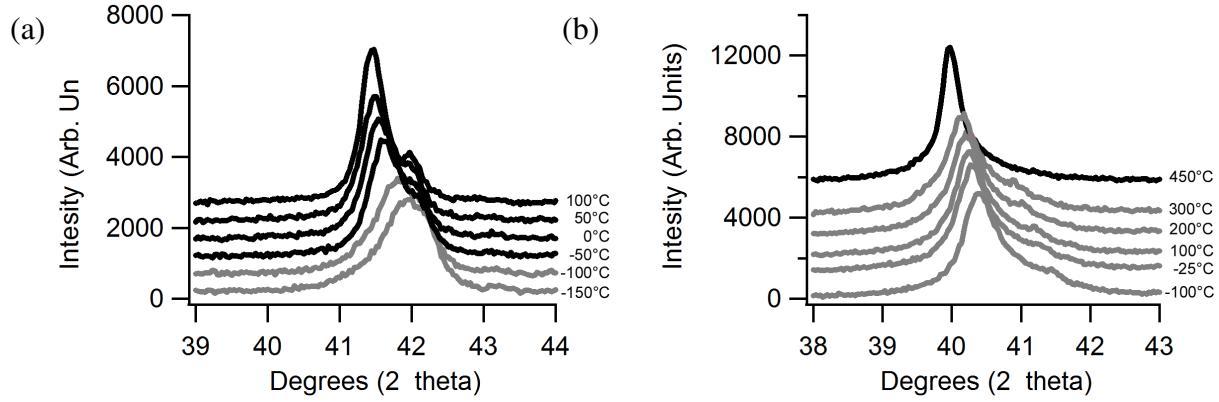 (a)
Intesity (Arb. Un
8000
6000
4000
2000
0
100°C
50°C
0°C
-50°C
-100°C
-150°C
39 40 41 42 43 44
Degrees (2 theta)
(b)
Intesity (Arb. Units)
12000
8000
4000
0
450°C
300°C
200°C
100°C
-25°C
-100°C
38 39 40 41 42 43
Degrees (2 theta)